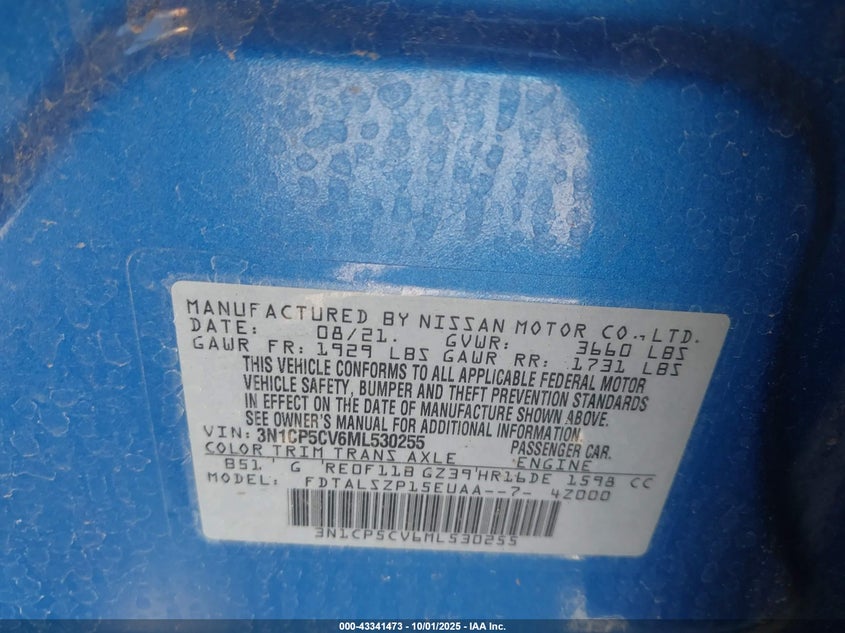 MANUFACTURED BY NISSAN MOTOR CO., LTD.
DATE: 08/21. GVWR: 3660 LBS
GAWR FR: 1929 LBS GAWR RR: 1731 LBS
THIS VEHICLE CONFORMS TO ALL APPLICABLE FEDERAL MOTOR
VEHICLE SAFETY, BUMPER AND THEFT PREVENTION STANDARDS
IN EFFECT ON THE DATE OF MANUFACTURE SHOWN ABOVE.
SEE OWNER'S MANUAL FOR ADDITIONAL INFORMATION.
VIN: 3N1CP5CV6ML530255 PASSENGER CAR.
COLOR TRIM TRANS AXLE ENGINE
B51 ' G 'RE0F11B GZ39'HR16DE 1598 CC
MODEL: FDTALSZP15EUAA--7- 4Z000
3N1CP5CV6ML530255
000-43341473 - 10/01/2025 - IAA Inc.